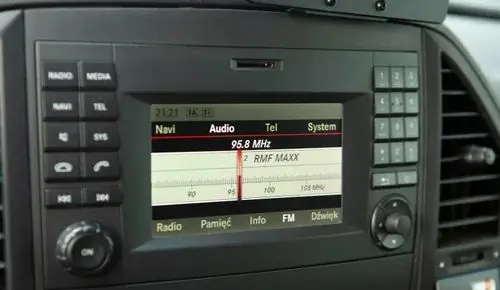 RADIO MEDIA
NAVI TEL
SYS
ON
21:21
Navi Audio Tel System
95.8 MHz
2 RMF MAXX
90 95 100 105 MHz
Radio Pamięć Info FM Dźwięk